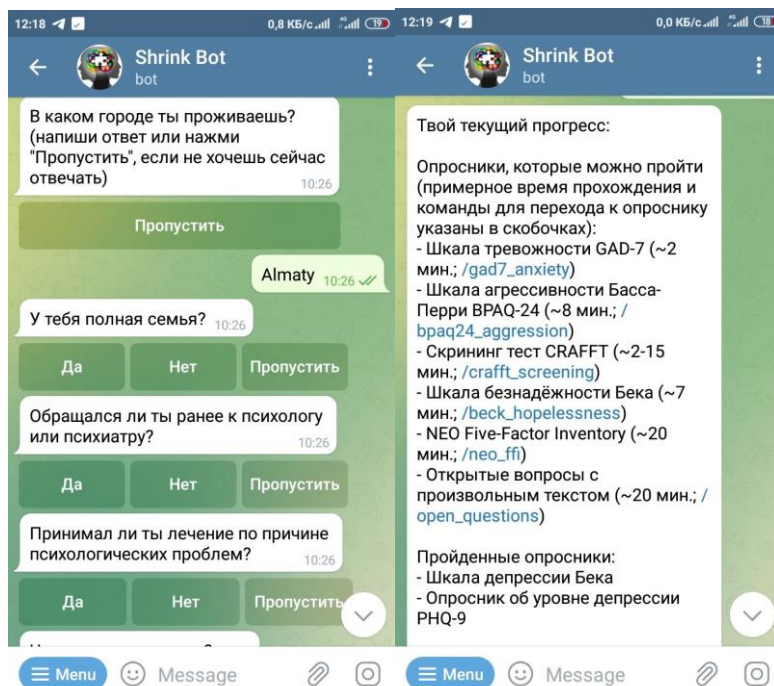 12:18
0,8 КБ/с
4G
19
Shrink Bot
bot
В каком городе ты проживаешь?
(напиши ответ или нажми
"Пропустить", если не хочешь сейчас
отвечать)
10:26
Пропустить
Almaty 10:26
У тебя полная семья? 10:26
Да Нет Пропустить
Обращался ли ты ранее к психологу
или психиатру?
10:26
Да Нет Пропустить
Принимал ли ты лечение по причине
психологических проблем?
10:26
Да Нет Пропустить
Menu Message
12:19
0,0 КБ/с
4G
18
Shrink Bot
bot
Твой текущий прогресс:
Опросники, которые можно пройти
(примерное время прохождения и
команды для перехода к опроснику
указаны в скобочках):
- Шкала тревожности GAD-7 (~2
мин.; /gad7_anxiety)
- Шкала агрессивности Басса-
Перри BPAQ-24 (~8 мин.; /
bpaq24_aggression)
- Скрининг тест CRAFFT (~2-15
мин.; /crafft_screening)
- Шкала безнадёжности Бека (~7
мин.; /beck_hopelessness)
- NEO Five-Factor Inventory (~20
мин.; /neo_ffi)
- Открытые вопросы с
произвольным текстом (~20 мин.; /
open_questions)
Пройденные опросники:
- Шкала депрессии Бека
- Опросник об уровне депрессии
PHQ-9
Menu Message